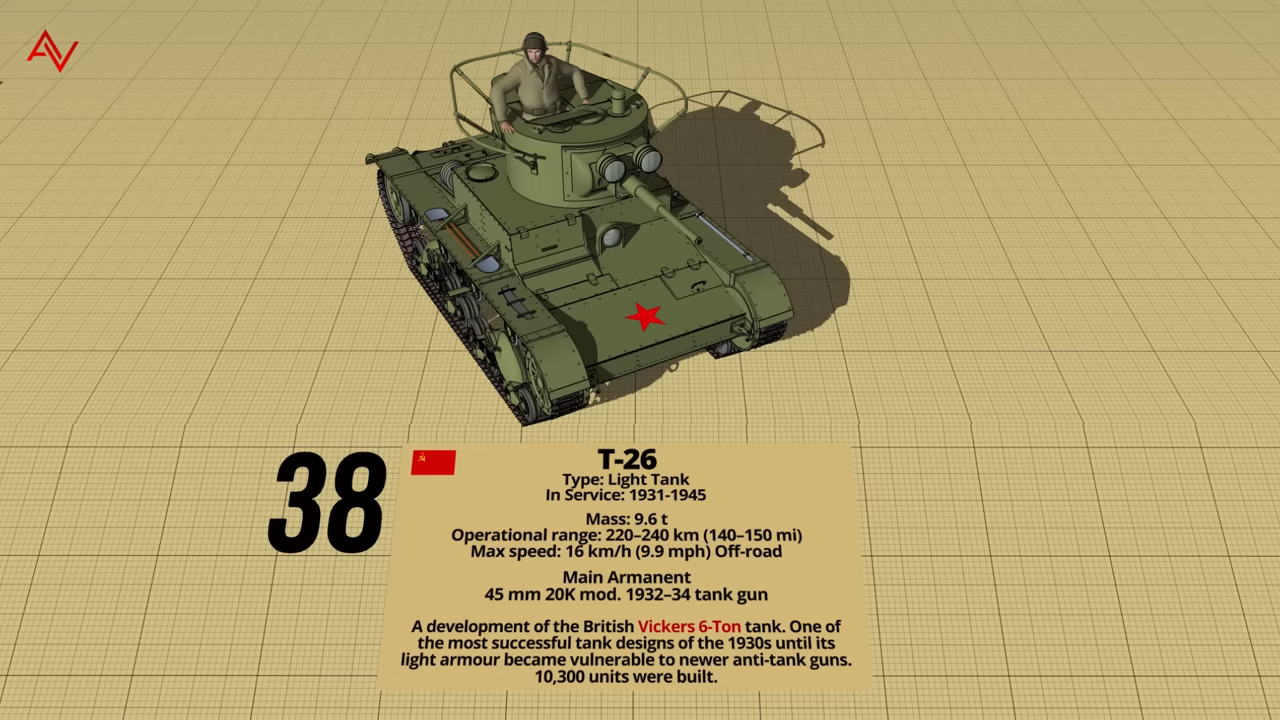 AV
38
T-26
Type: Light Tank
In Service: 1931-1945
Mass: 9.6 t
Operational range: 220–240 km (140–150 mi)
Max speed: 16 km/h (9.9 mph) Off-road
Main Armanent
45 mm 20K mod. 1932–34 tank gun
A development of the British Vickers 6-Ton tank. One of
the most successful tank designs of the 1930s until its
light armour became vulnerable to newer anti-tank guns.
10,300 units were built.